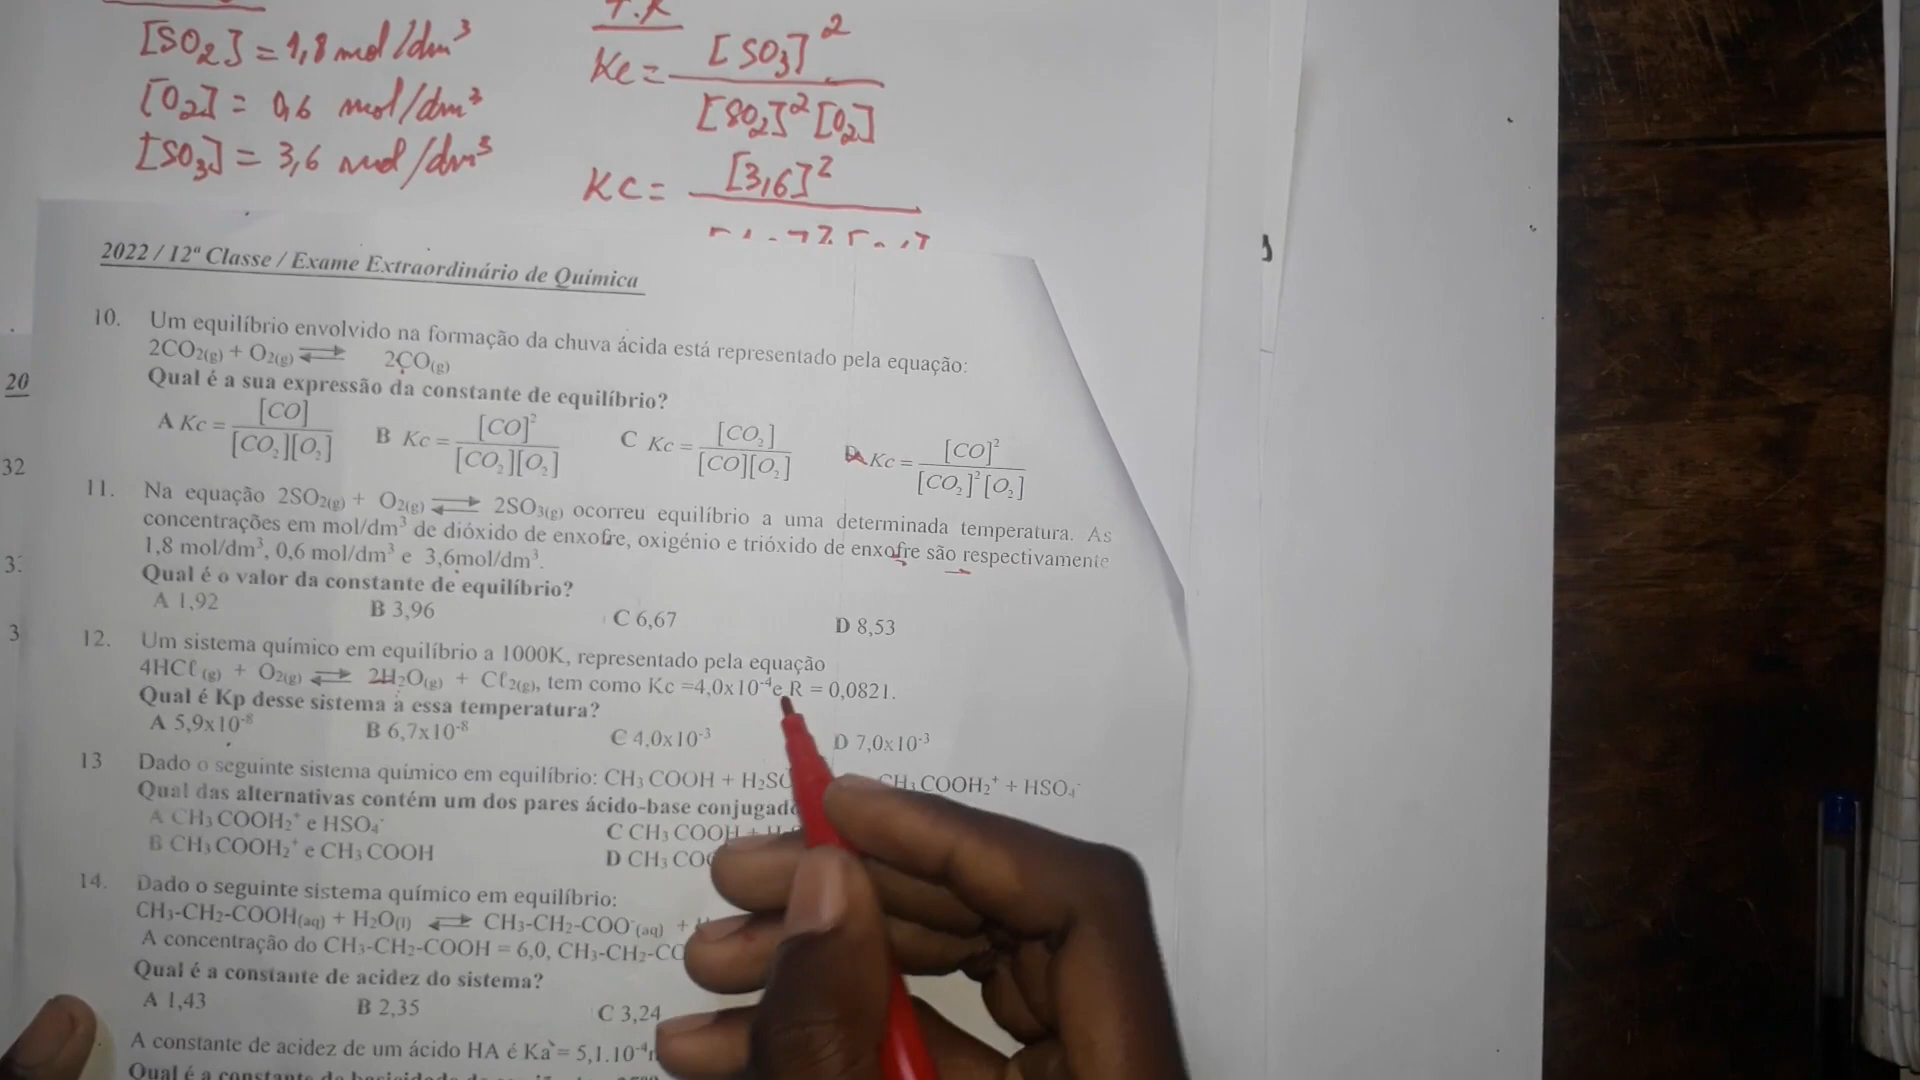 [SO2] = 1,8 mol/dm³
[O2] = 0,6 mol/dm³
[SO3] = 3,6 mol/dm³
Kc = [SO3]² / [SO2]²[O2]
KC = [3,6]²
2022 / 12ª Classe / Exame Extraordinário de Química
10. Um equilíbrio envolvido na formação da chuva ácida está representado pela equação:
2CO2(g) + O2(g) ⇌ 2CO(g)
Qual é a sua expressão da constante de equilíbrio?
A Kc = [CO] / [CO2][O2] B Kc = [CO]² / [CO2][O2] C Kc = [CO2] / [CO][O2] D Kc = [CO]² / [CO2]²[O2]
11. Na equação 2SO2(g) + O2(g) ⇌ 2SO3(g) ocorreu equilíbrio a uma determinada temperatura. As
concentrações em mol/dm³ de dióxido de enxofre, oxigénio e trióxido de enxofre são respectivamente
1,8 mol/dm³, 0,6 mol/dm³ e 3,6mol/dm³.
Qual é o valor da constante de equilíbrio?
A 1,92 B 3,96 C 6,67 D 8,53
12. Um sistema químico em equilíbrio a 1000K, representado pela equação
4HCℓ(g) + O2(g) ⇌ 2H2O(g) + Cℓ2(g), tem como Kc =4,0x10⁻⁴e R = 0,0821.
Qual é Kp desse sistema à essa temperatura?
A 5,9x10⁻⁸ B 6,7x10⁻⁸ C 4,0x10⁻³ D 7,0x10⁻³
13 Dado o seguinte sistema químico em equilíbrio: CH3COOH + CH3COOH2⁺ + HSO4⁻
Qual das alternativas contém um dos pares ácido-base
A CH3COOH2⁺ e HSO4⁻ C CH3COOH +
B CH3COOH2⁺ e CH3COOH D
14. Dado o seguinte sistema químico em equilíbrio:
CH3-CH2-COOH(aq) + H2O(l) ⇌ CH3-CH2-COO⁻(aq) +
A concentração do CH3-CH2-COOH = 6,0,
Qual é a constante de acidez do sistema?
A 1,43 B 2,35 C 3,24
A constante de acidez de um ácido HA é Ka = 5,1.10⁻⁴
Qual é a
20
32
3